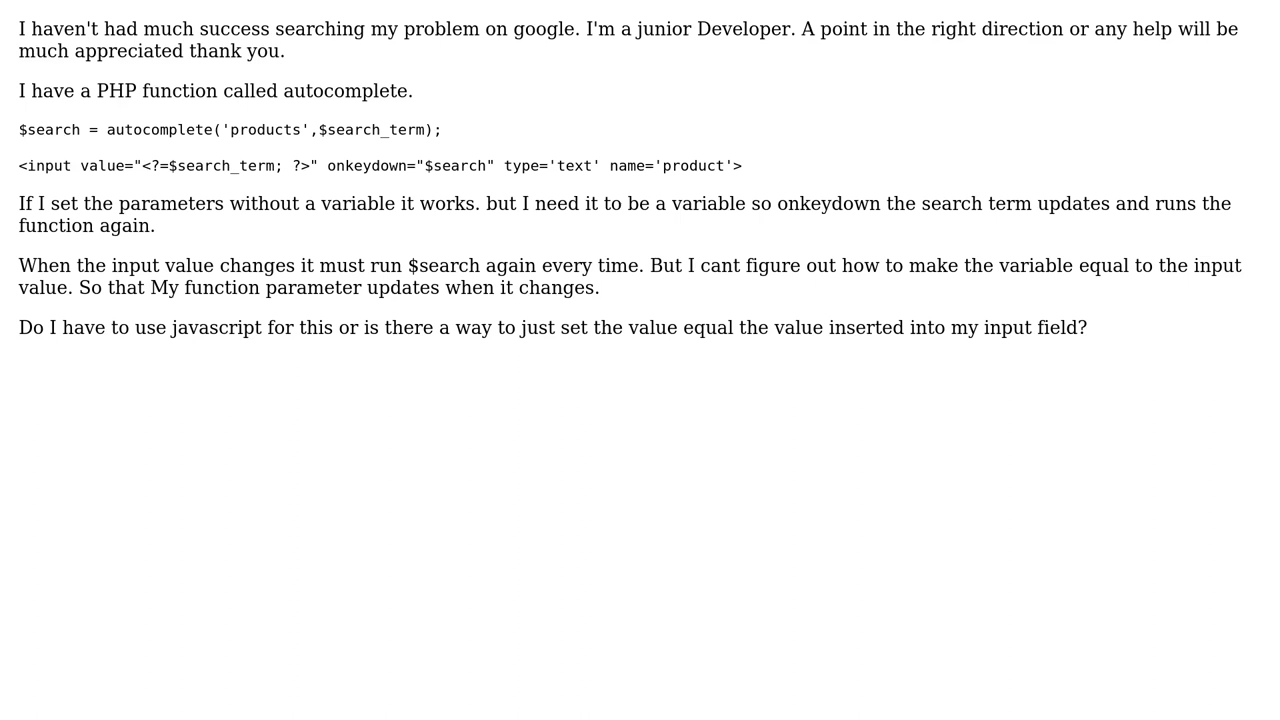 I haven't had much success searching my problem on google. I'm a junior Developer. A point in the right direction or any help will be
much appreciated thank you.
I have a PHP function called autocomplete.
$search = autocomplete('products',$search_term);
<input value="<?=$search_term; ?>" onkeydown="$search" type='text' name='product'>
If I set the parameters without a variable it works. but I need it to be a variable so onkeydown the search term updates and runs the
function again.
When the input value changes it must run $search again every time. But I cant figure out how to make the variable equal to the input
value. So that My function parameter updates when it changes.
Do I have to use javascript for this or is there a way to just set the value equal the value inserted into my input field?